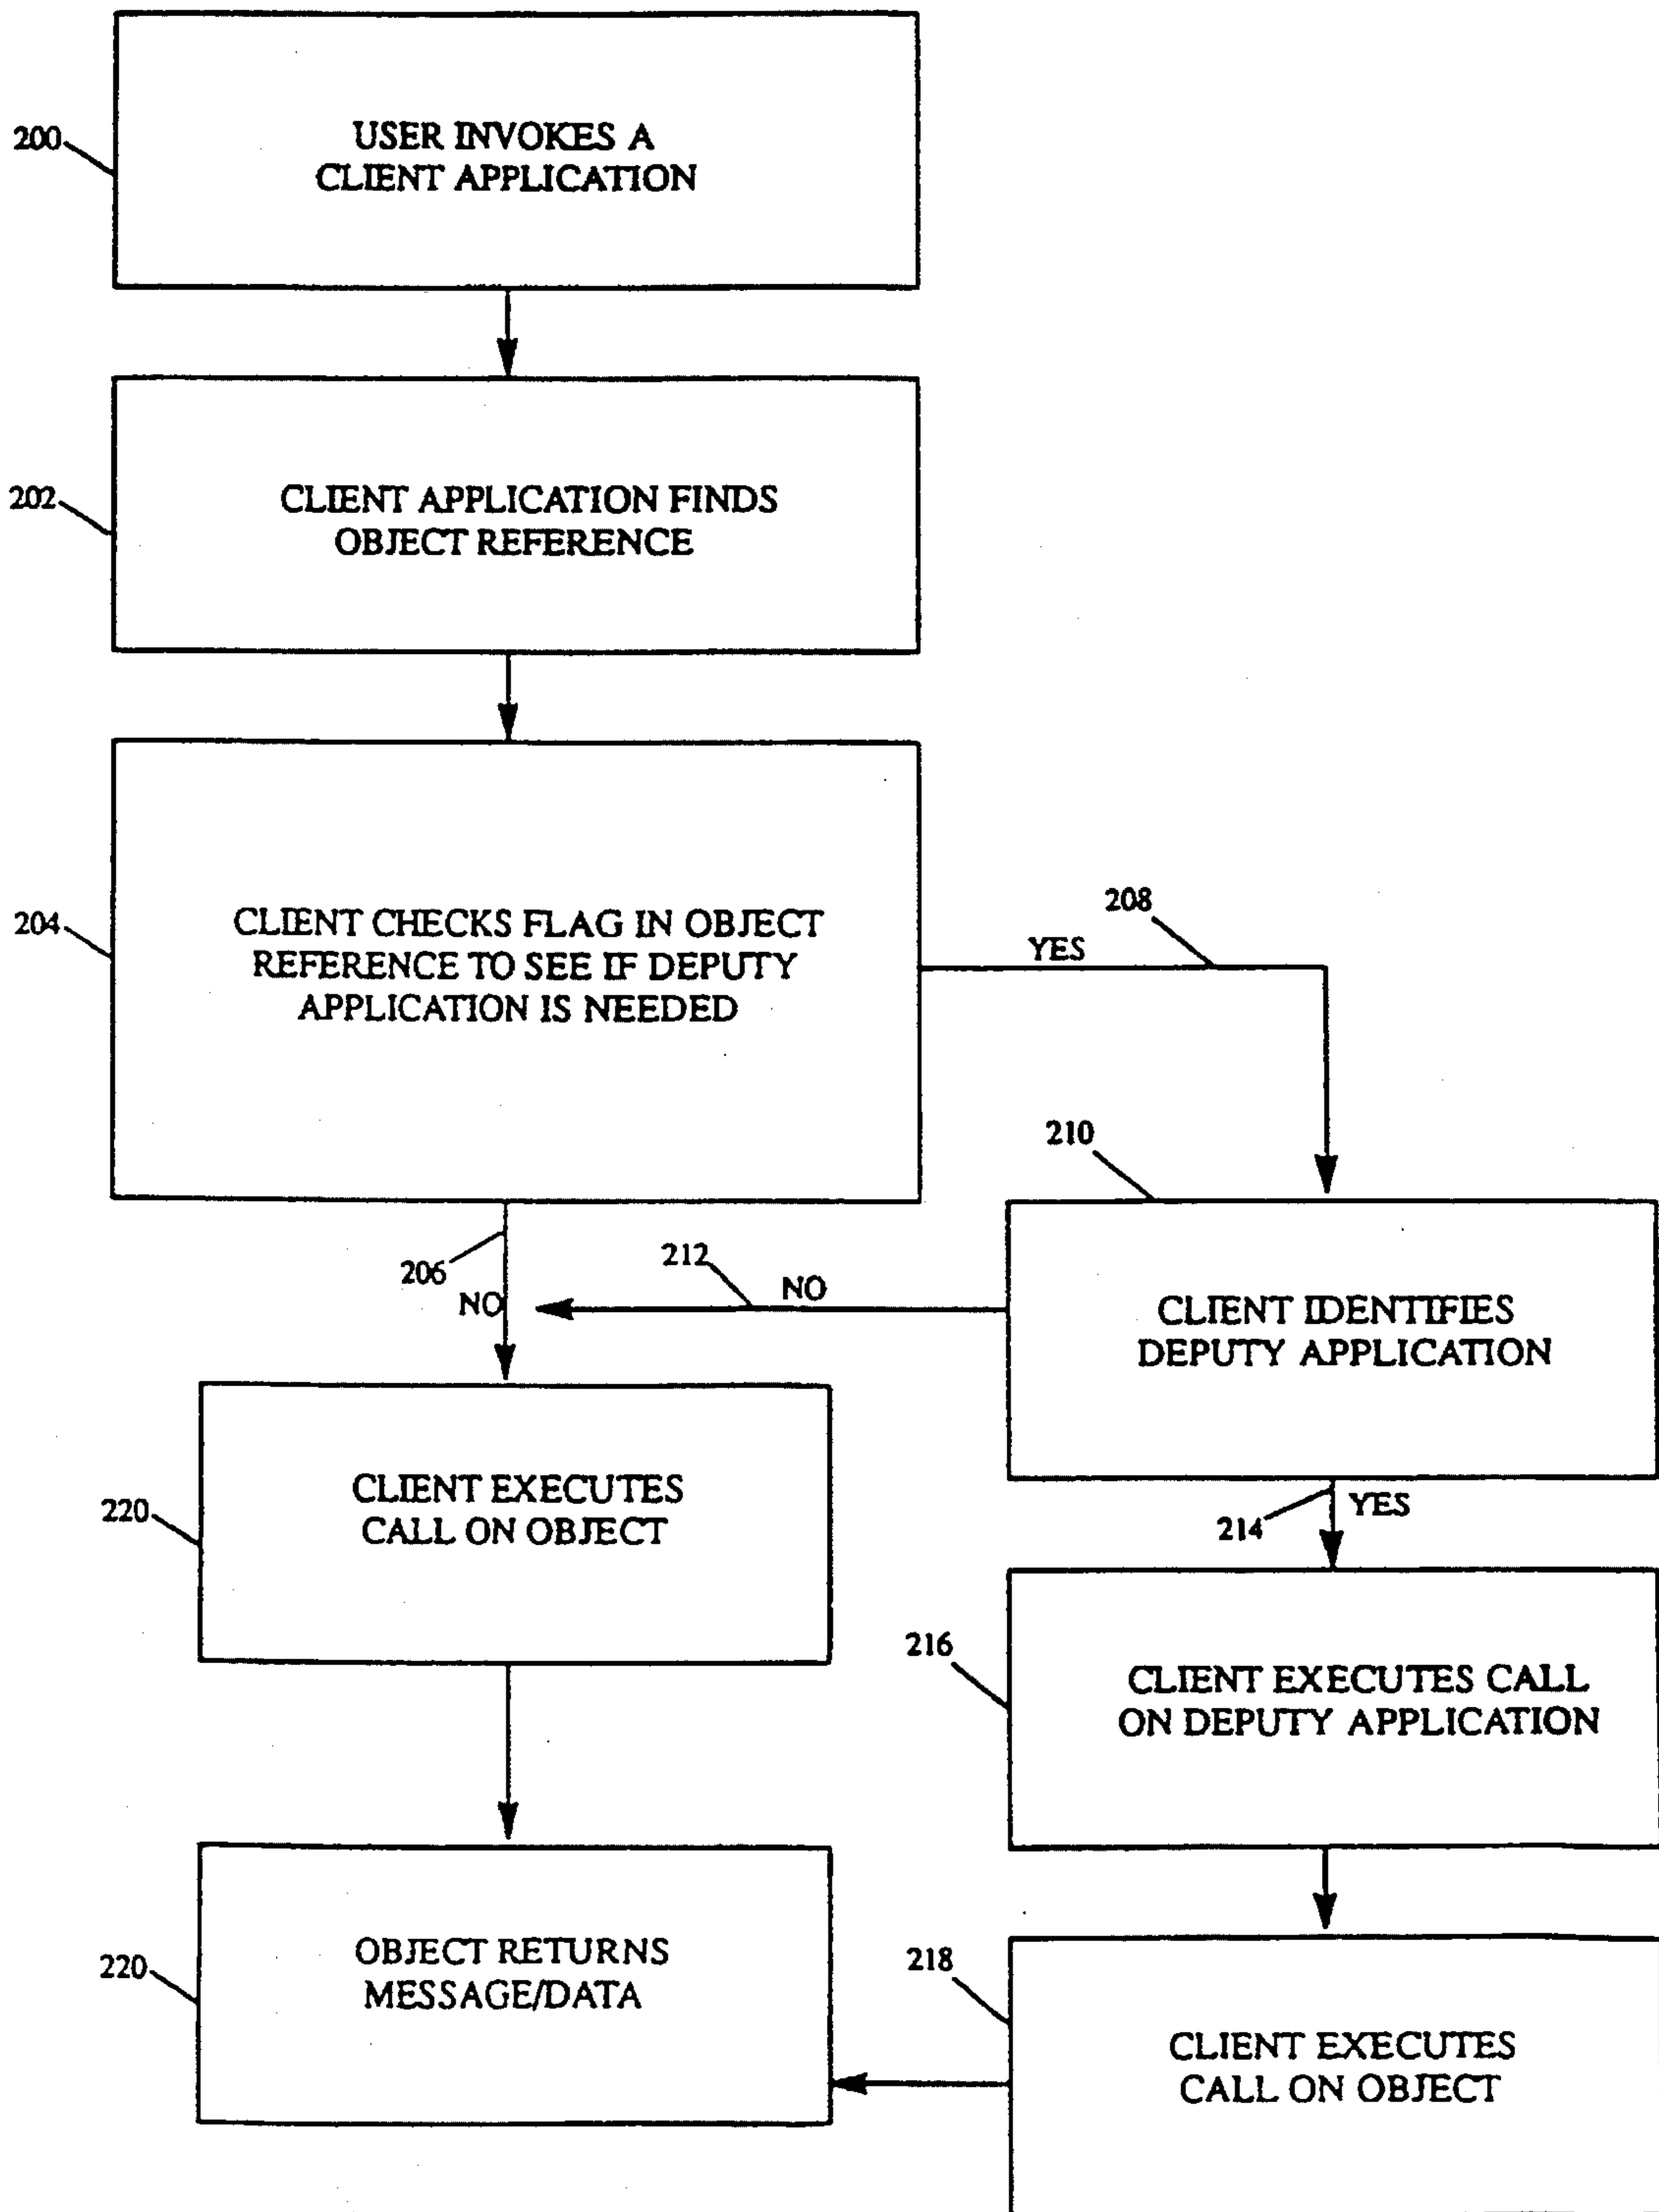 200
USER INVOKES A
CLIENT APPLICATION
202
CLIENT APPLICATION FINDS
OBJECT REFERENCE
204
CLIENT CHECKS FLAG IN OBJECT
REFERENCE TO SEE IF DEPUTY
APPLICATION IS NEEDED
208
YES
210
206
NO
212
NO
CLIENT IDENTIFIES
DEPUTY APPLICATION
214
YES
220
CLIENT EXECUTES
CALL ON OBJECT
216
CLIENT EXECUTES CALL
ON DEPUTY APPLICATION
220
OBJECT RETURNS
MESSAGE/DATA
218
CLIENT EXECUTES
CALL ON OBJECT